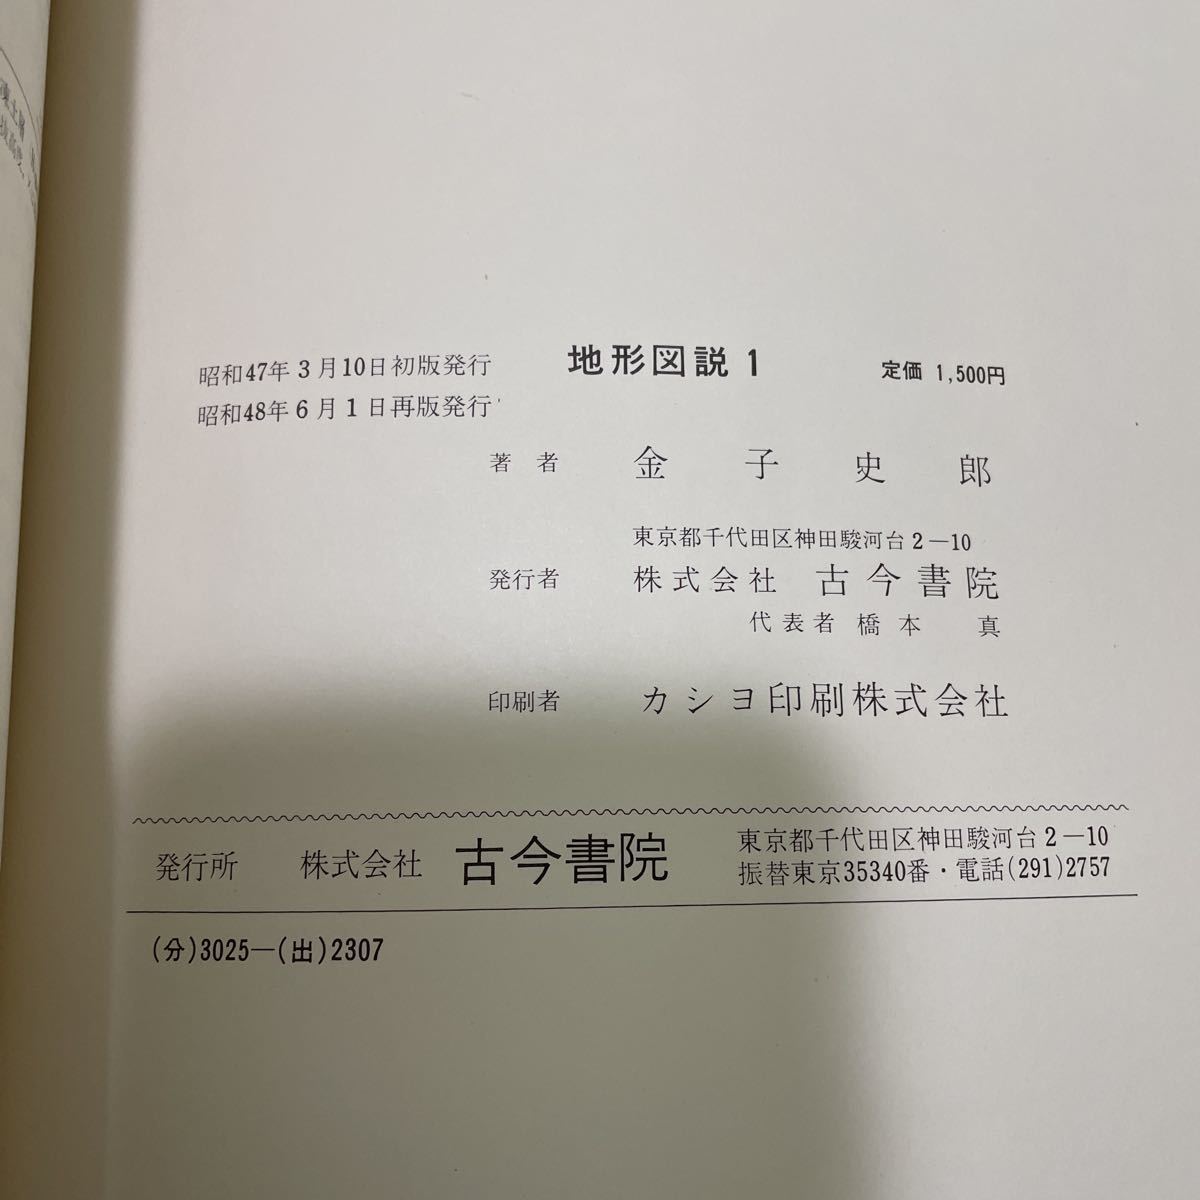 地形図説 1
定価 1,500円
昭和47年3月10日初版発行
昭和48年6月1日再版発行
著者 金子史郎
東京都千代田区神田駿河台2―10
発行者 株式会社 古今書院
代表者 橋本 真
印刷者 カシヨ印刷株式会社
発行所 株式会社 古今書院
東京都千代田区神田駿河台2―10
振替東京35340番・電話(291)2757
(分)3025―(出)2307